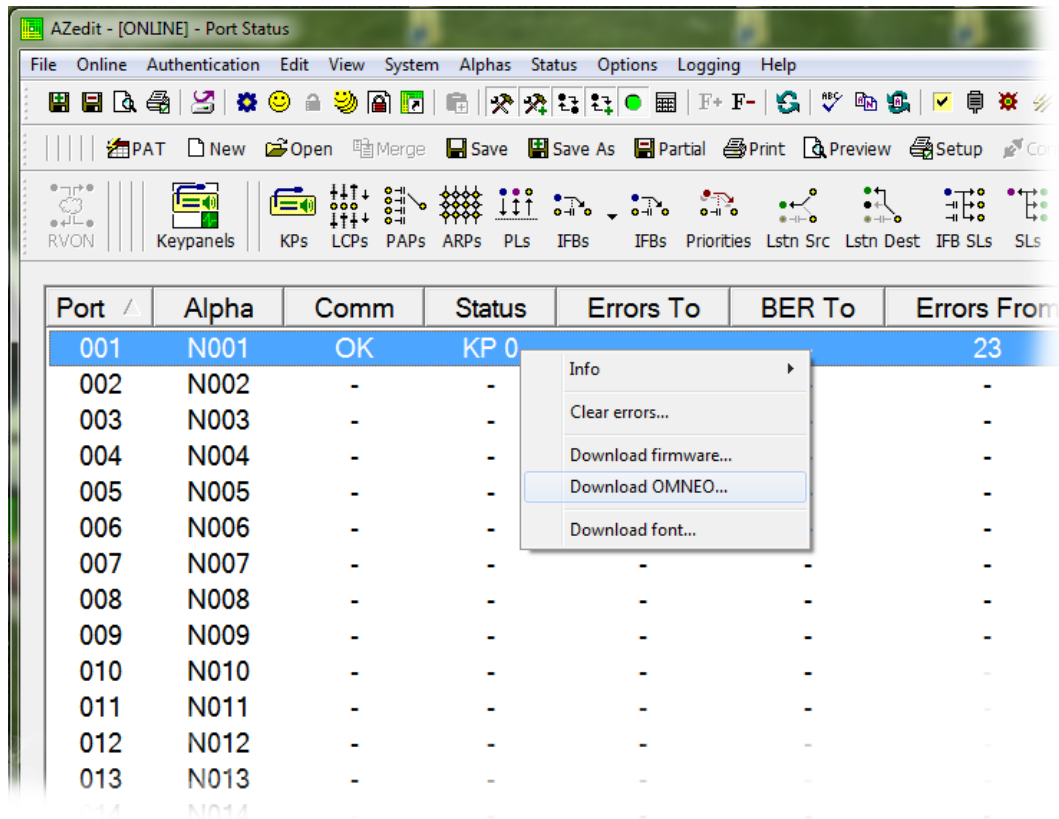 AZedit - [ONLINE] - Port Status
File Online Authentication Edit View System Alphas Status Options Logging Help
F+ F- ABC
PAT New Open Merge Save Save As Partial Print Preview Setup
RVON Keypanels KPs LCPs PAPs ARPs PLs IFBs IFBs Priorities Lstn Src Lstn Dest IFB SLs SLs
Port Alpha Comm Status Errors To BER To Errors From
001 N001 OK KP 0 23
Info
002 N002 - - - -
Clear errors...
003 N003 - - -
004 N004 - - -
Download firmware...
005 N005 - - -
Download OMNEO...
006 N006 - - - -
Download font...
007 N007 - - - - -
008 N008 - - - - -
009 N009 - - - - -
010 N010 - - - - -
011 N011 - - - - -
012 N012 - - - - -
013 N013 - - - - -
014 N014 - - - - -